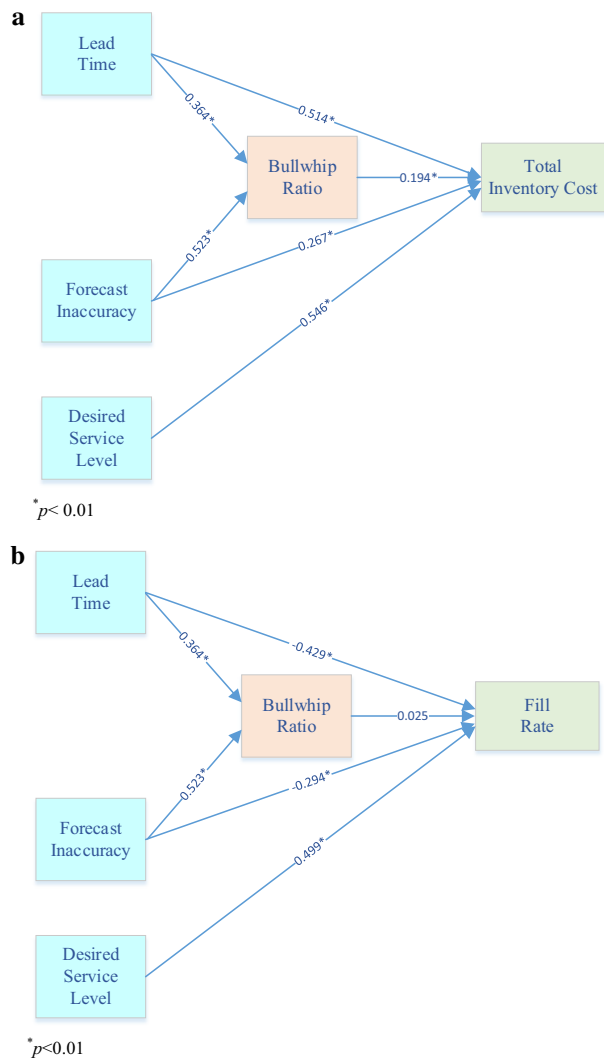 a
Lead
Time
0.364*
0.514*
Bullwhip
Ratio
0.194*
Total
Inventory Cost
0.523*
0.267*
Forecast
Inaccuracy
0.546*
Desired
Service
Level
*p< 0.01
b
Lead
Time
0.364*
-0.429*
Bullwhip
Ratio
0.025
Fill
Rate
0.523*
-0.294*
Forecast
Inaccuracy
0.499*
Desired
Service
Level
*p<0.01